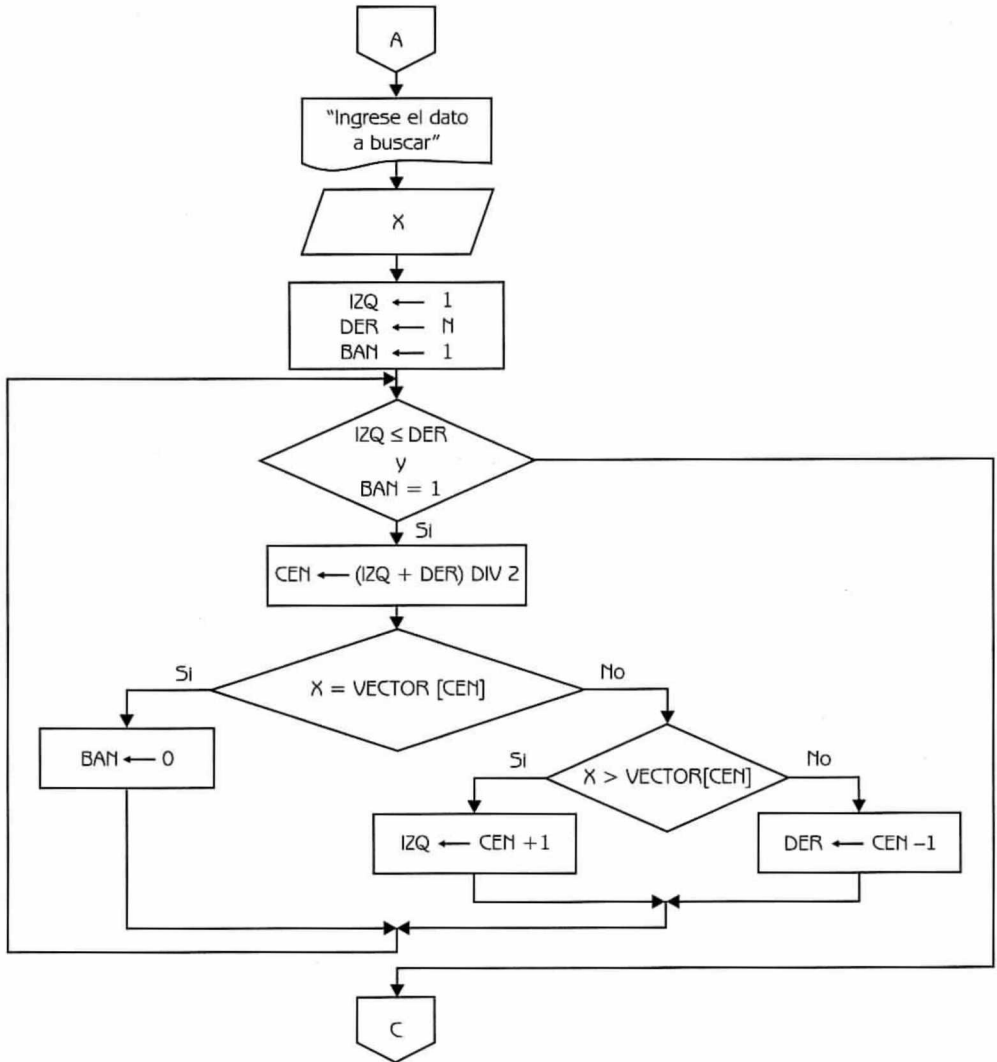 A
“Ingrese el dato
a buscar”
X
IZQ ← 1
DER ← N
BAN ← 1
IZQ ≤ DER
y
BAN = 1
Si
CEN ← (IZQ + DER) DIV 2
Si
No
X = VECTOR [CEN]
BAN ← 0
Si
No
X > VECTOR[CEN]
IZQ ← CEN +1
DER ← CEN –1
C